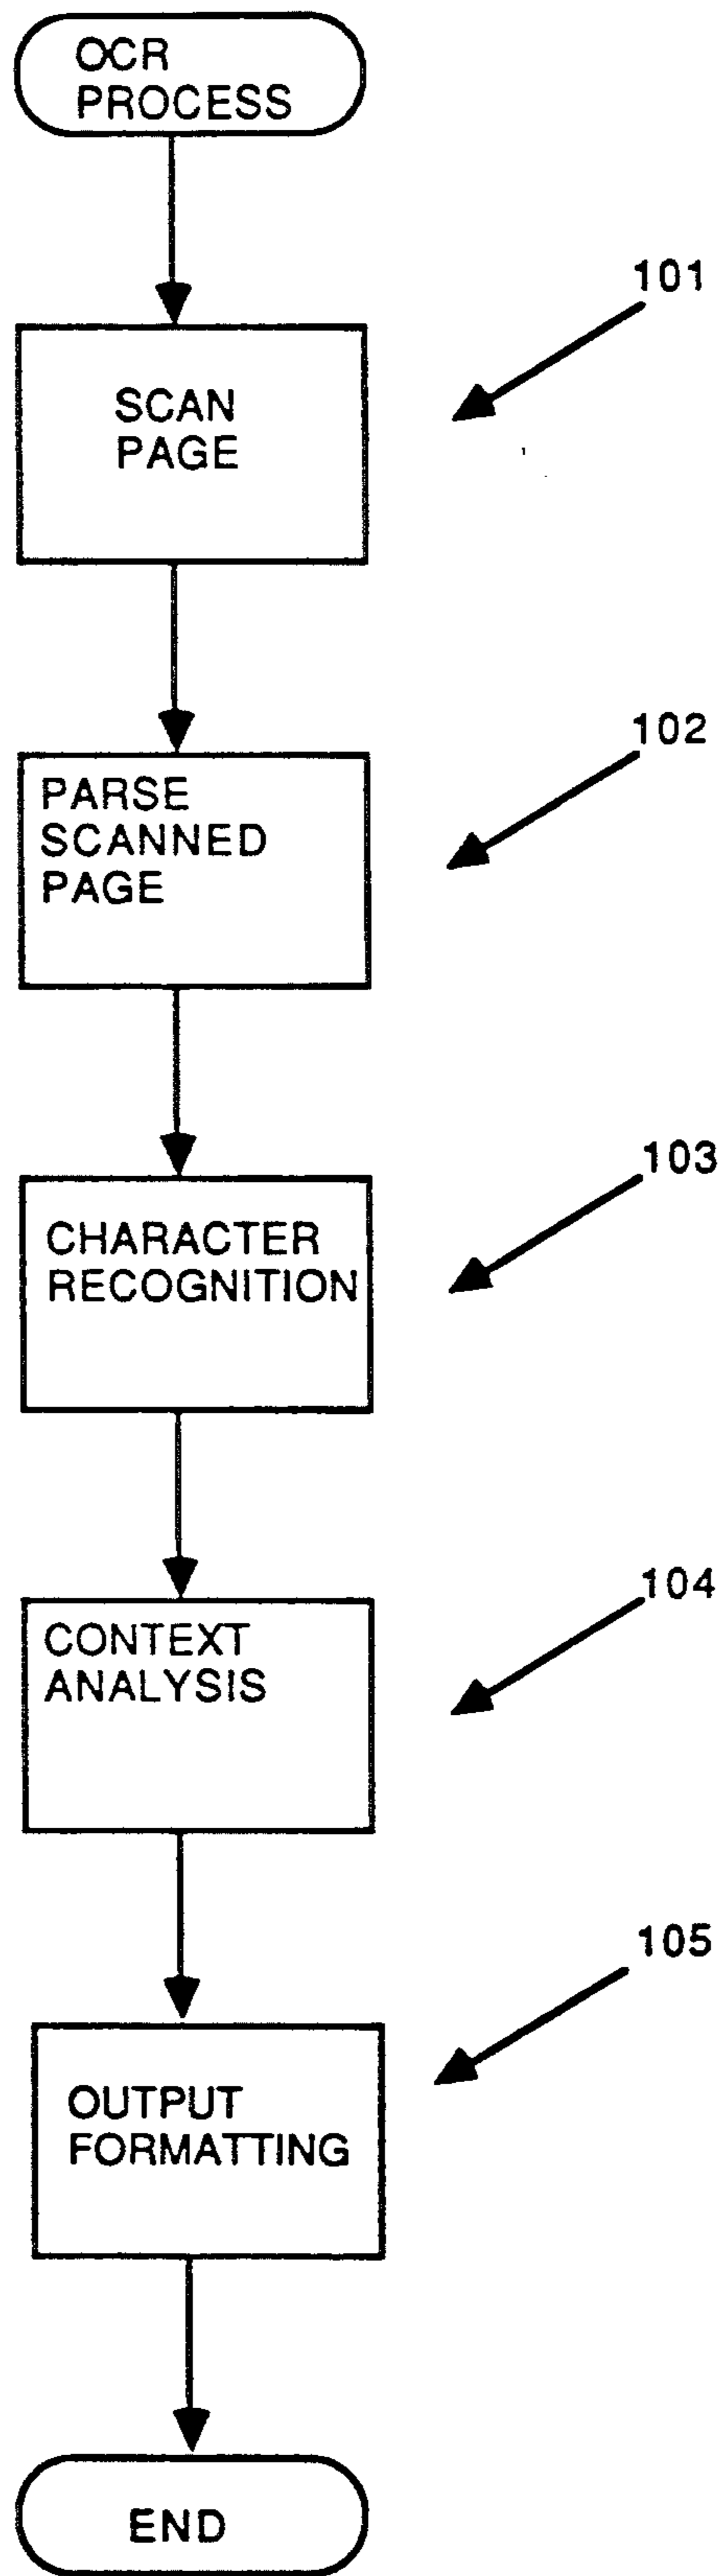 OCR
PROCESS
101
SCAN
PAGE
102
PARSE
SCANNED
PAGE
103
CHARACTER
RECOGNITION
104
CONTEXT
ANALYSIS
105
OUTPUT
FORMATTING
END